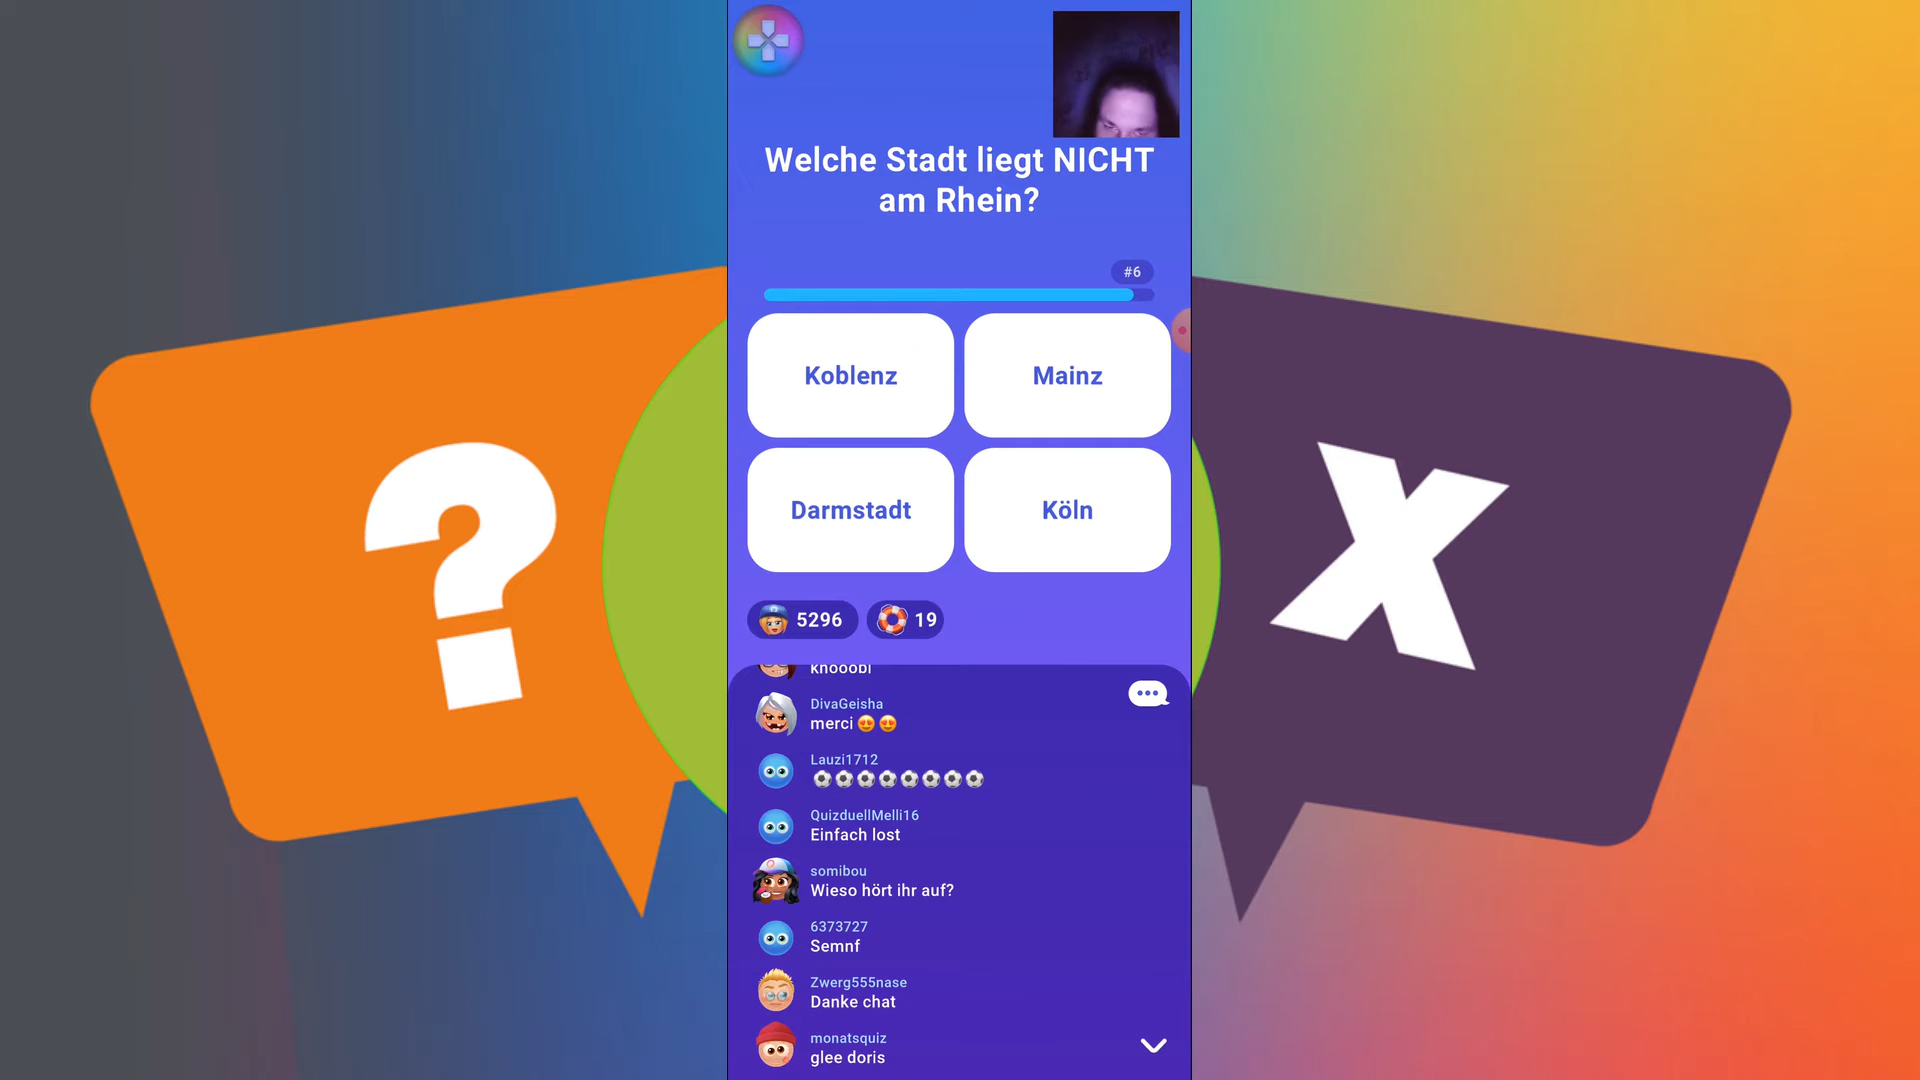 Welche Stadt liegt NICHT
am Rhein?
#6
Koblenz
Mainz
Darmstadt
Köln
5296
19
knooobi
DivaGeisha
merci 😍 😍
Lauzi1712
⚽⚽⚽⚽⚽⚽⚽⚽
QuizduellMelli16
Einfach lost
somibou
Wieso hört ihr auf?
6373727
Semnf
Zwerg555nase
Danke chat
monatsquiz
glee doris
?
X